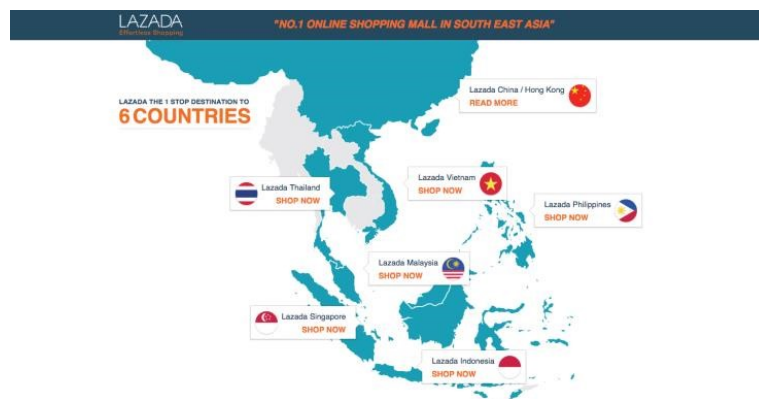 LAZADA
Effortless Shopping
"NO.1 ONLINE SHOPPING MALL IN SOUTH EAST ASIA"
LAZADA THE 1 STOP DESTINATION TO
6 COUNTRIES
Lazada China / Hong Kong
READ MORE
Lazada Vietnam
SHOP NOW
Lazada Thailand
SHOP NOW
Lazada Philippines
SHOP NOW
Lazada Malaysia
SHOP NOW
Lazada Singapore
SHOP NOW
Lazada Indonesia
SHOP NOW